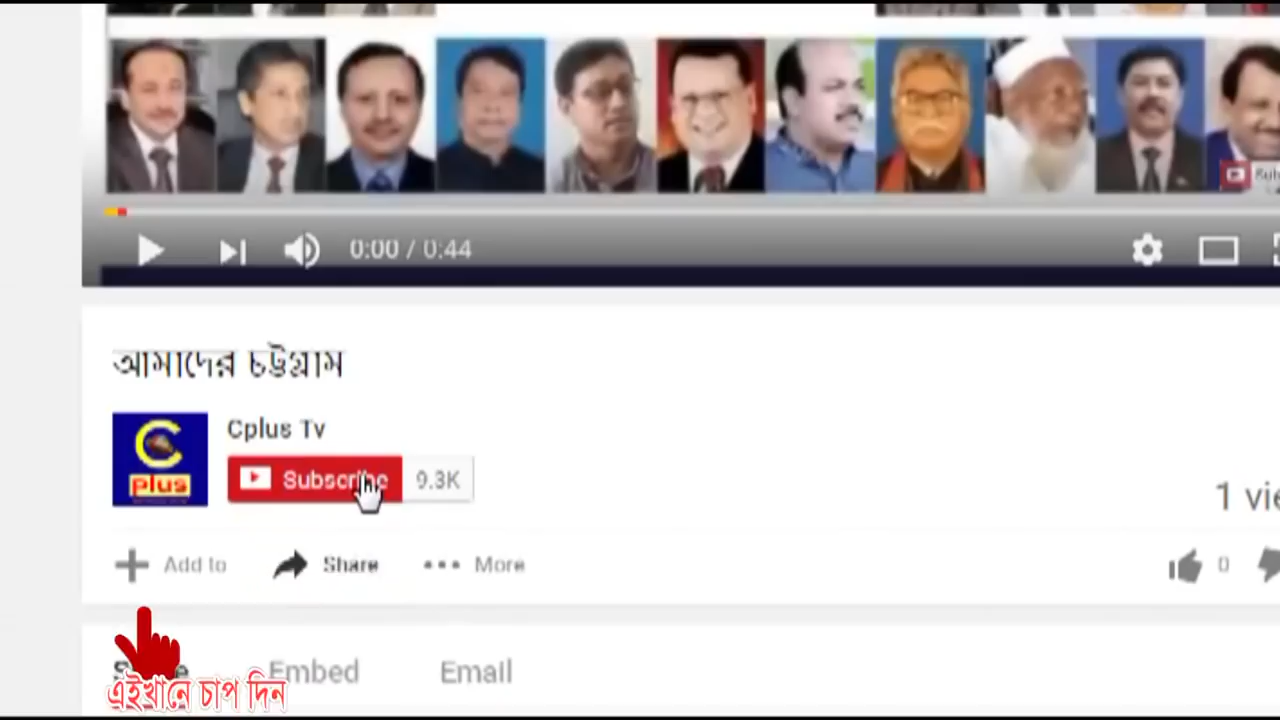 0:00 / 0:44
আমাদের চট্টগ্রাম
C plus
Cplus Tv
Subscribe 9.3K
1
Add to Share More
0
Embed Email
এইখানে চাপ দিন